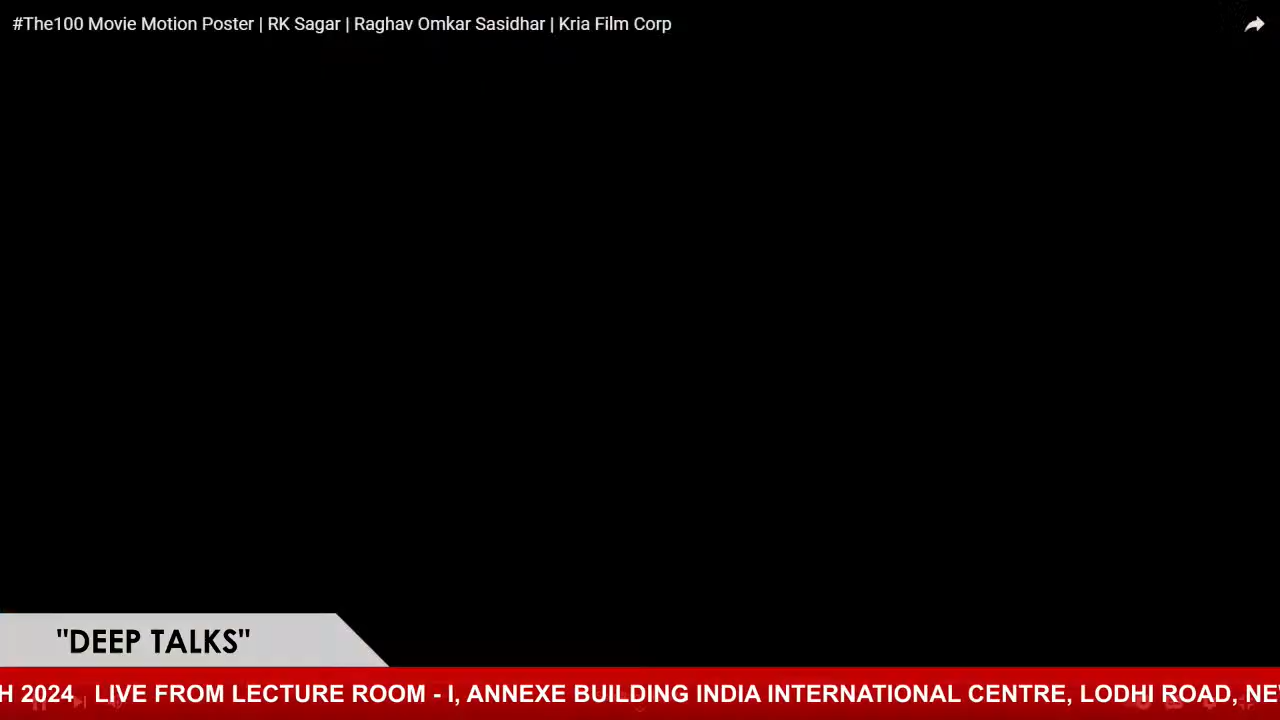 #The100 Movie Motion Poster | RK Sagar | Raghav Omkar Sasidhar | Kria Film Corp
"DEEP TALKS"
H 2024 LIVE FROM LECTURE ROOM - I, ANNEXE BUILDING INDIA INTERNATIONAL CENTRE, LODHI ROAD, NE